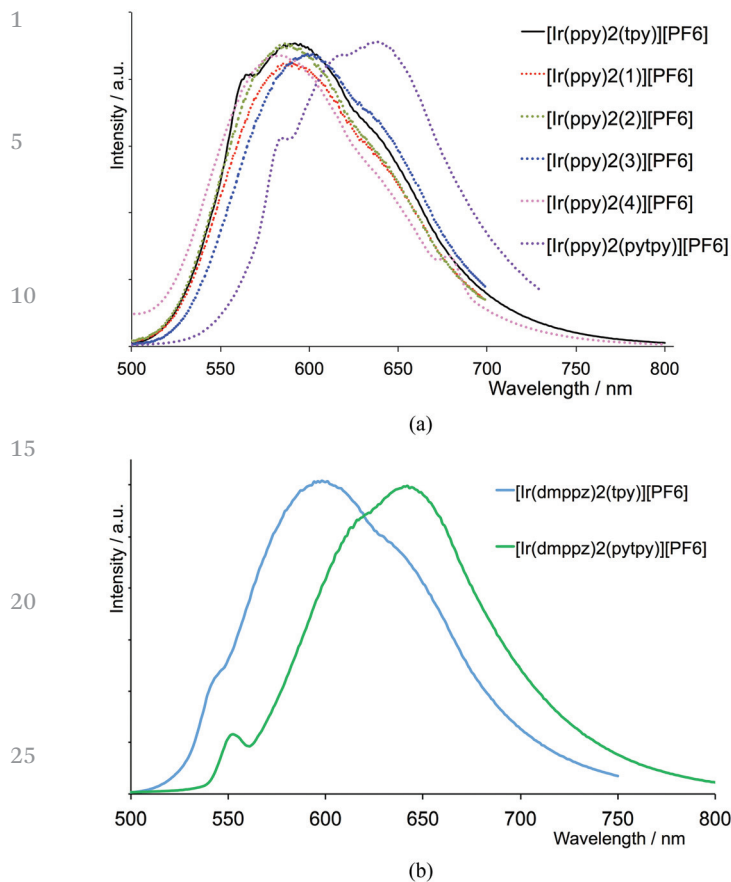 1
5
10
15
20
25
Intensity / a.u.
[Ir(ppy)2(tpy)][PF6]
[Ir(ppy)2(1)][PF6]
[Ir(ppy)2(2)][PF6]
[Ir(ppy)2(3)][PF6]
[Ir(ppy)2(4)][PF6]
[Ir(ppy)2(pytpy)][PF6]
500 550 600 650 700 750 800
Wavelength / nm
(a)
Intensity / a.u.
[Ir(dmppz)2(tpy)][PF6]
[Ir(dmppz)2(pytpy)][PF6]
500 550 600 650 700 750 800
Wavelength / nm
(b)